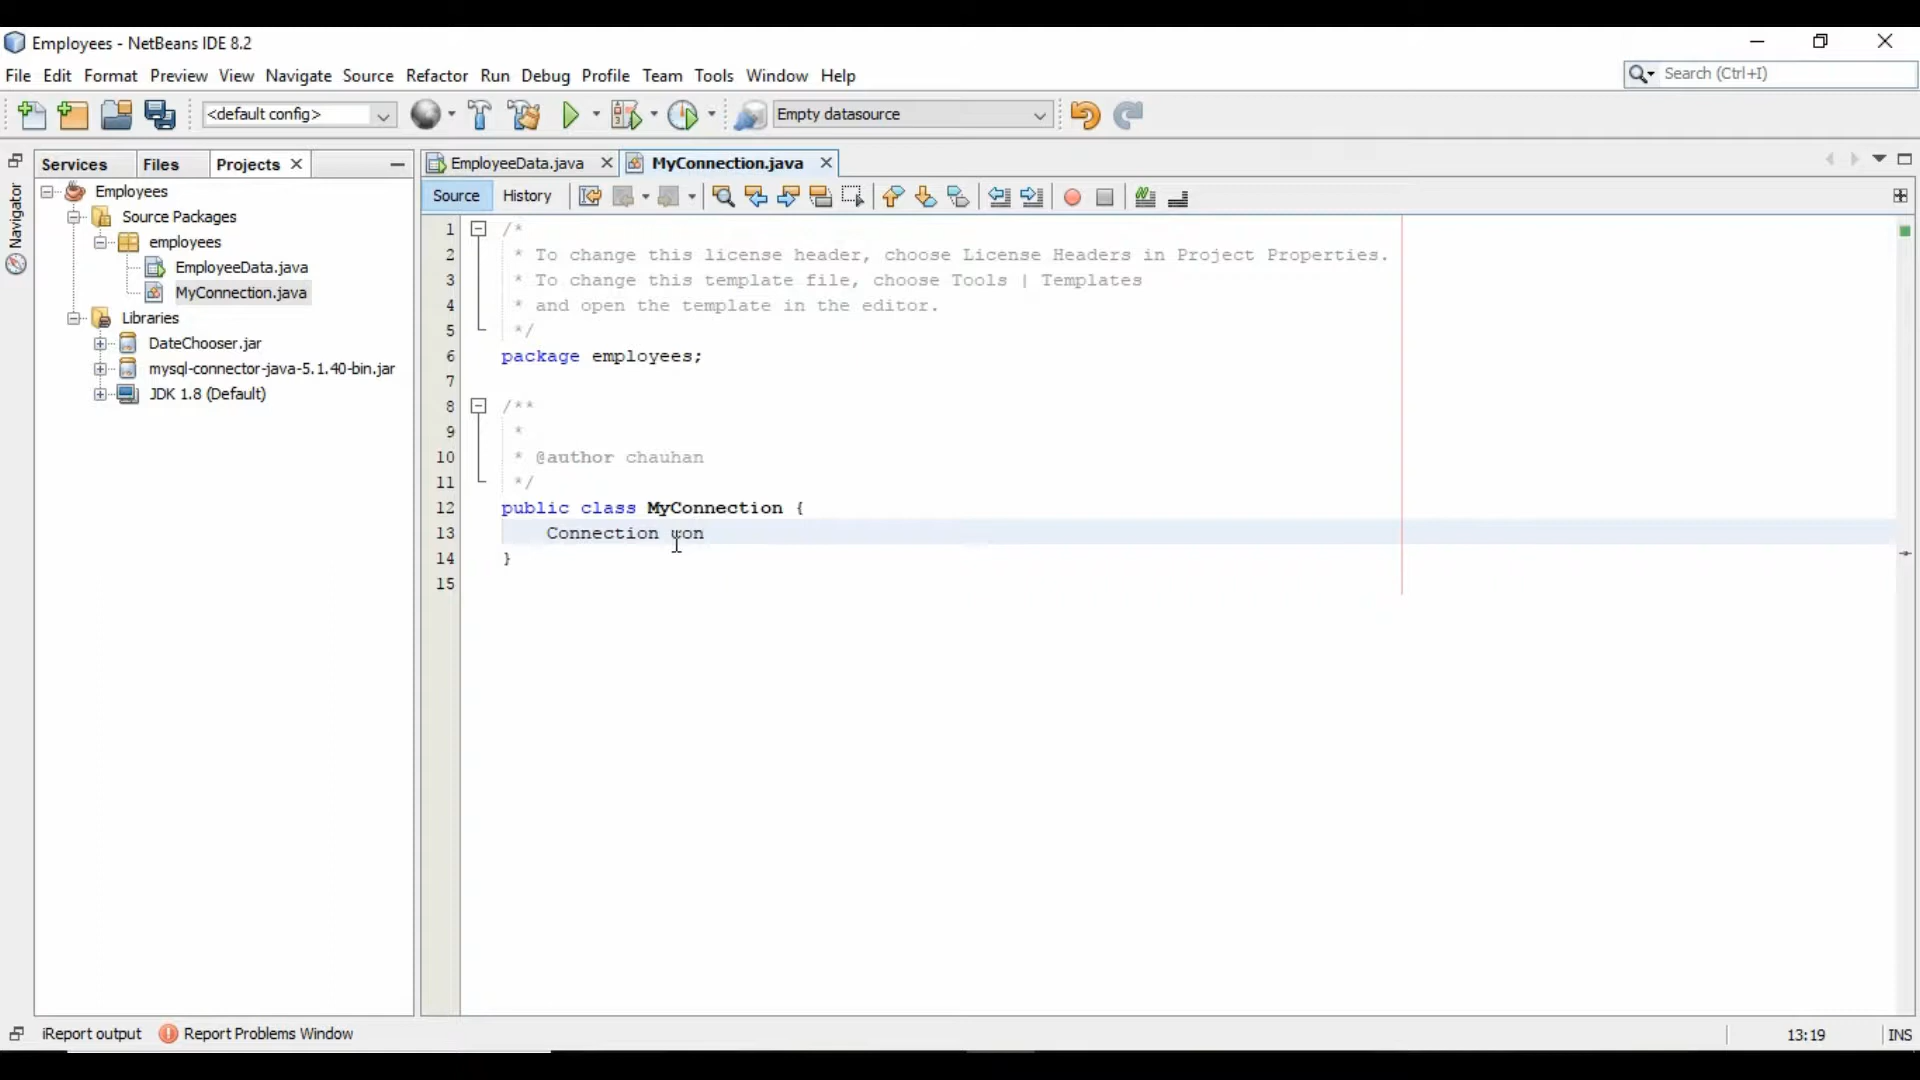 Employees - NetBeans IDE 8.2
File Edit Format Preview View Navigate Source Refactor Run Debug Profile Team Tools Window Help
Search (Ctrl+I)
<default config>
Empty datasource
Services Files Projects
EmployeeData.java MyConnection.java
Source History
Navigator
Employees
Source Packages
employees
EmployeeData.java
MyConnection.java
Libraries
DateChooser.jar
mysql-connector-java-5.1.40-bin.jar
JDK 1.8 (Default)
1 /*
2 * To change this license header, choose License Headers in Project Properties.
3 * To change this template file, choose Tools | Templates
4 * and open the template in the editor.
5 */
6 package employees;
7
8 /**
9 *
10 * @author chauhan
11 */
12 public class MyConnection {
13 Connection con
14 }
15
iReport output Report Problems Window
13:19 INS